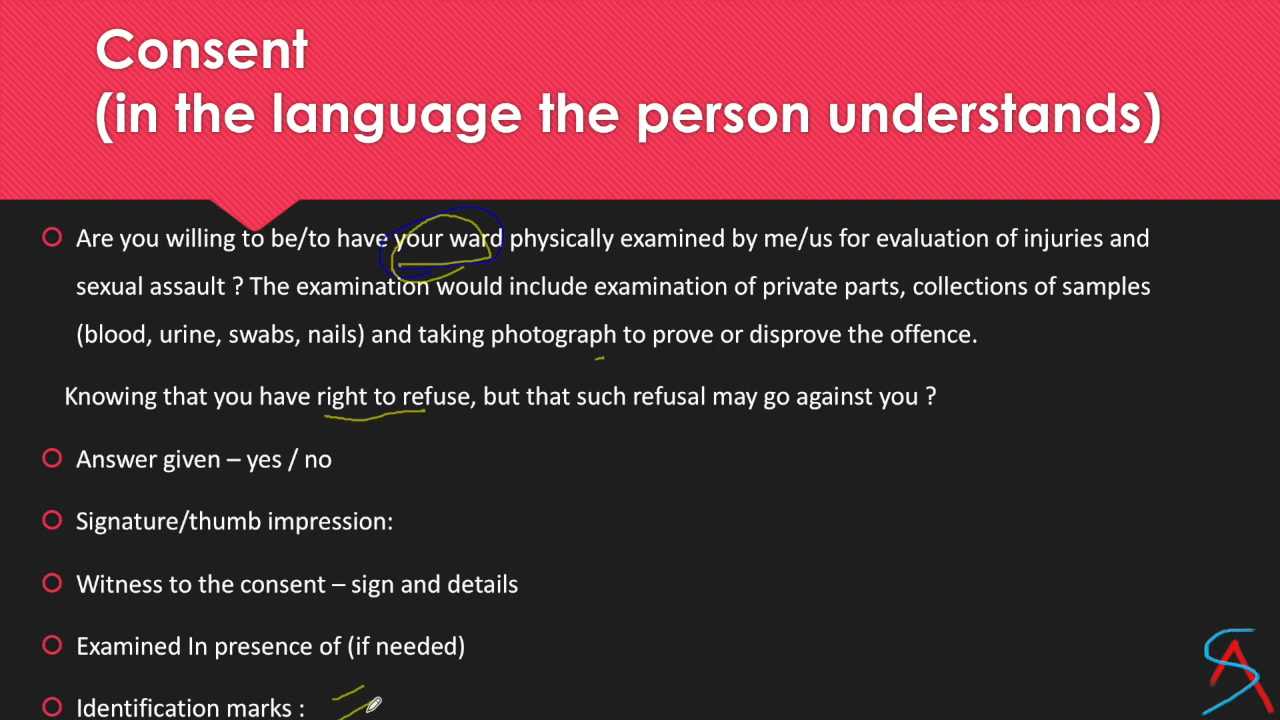 Consent
(in the language the person understands)
Are you willing to be/to have your ward physically examined by me/us for evaluation of injuries and
sexual assault ? The examination would include examination of private parts, collections of samples
(blood, urine, swabs, nails) and taking photograph to prove or disprove the offence.
Knowing that you have right to refuse, but that such refusal may go against you ?
Answer given – yes / no
Signature/thumb impression:
Witness to the consent – sign and details
Examined In presence of (if needed)
Identification marks :
SA